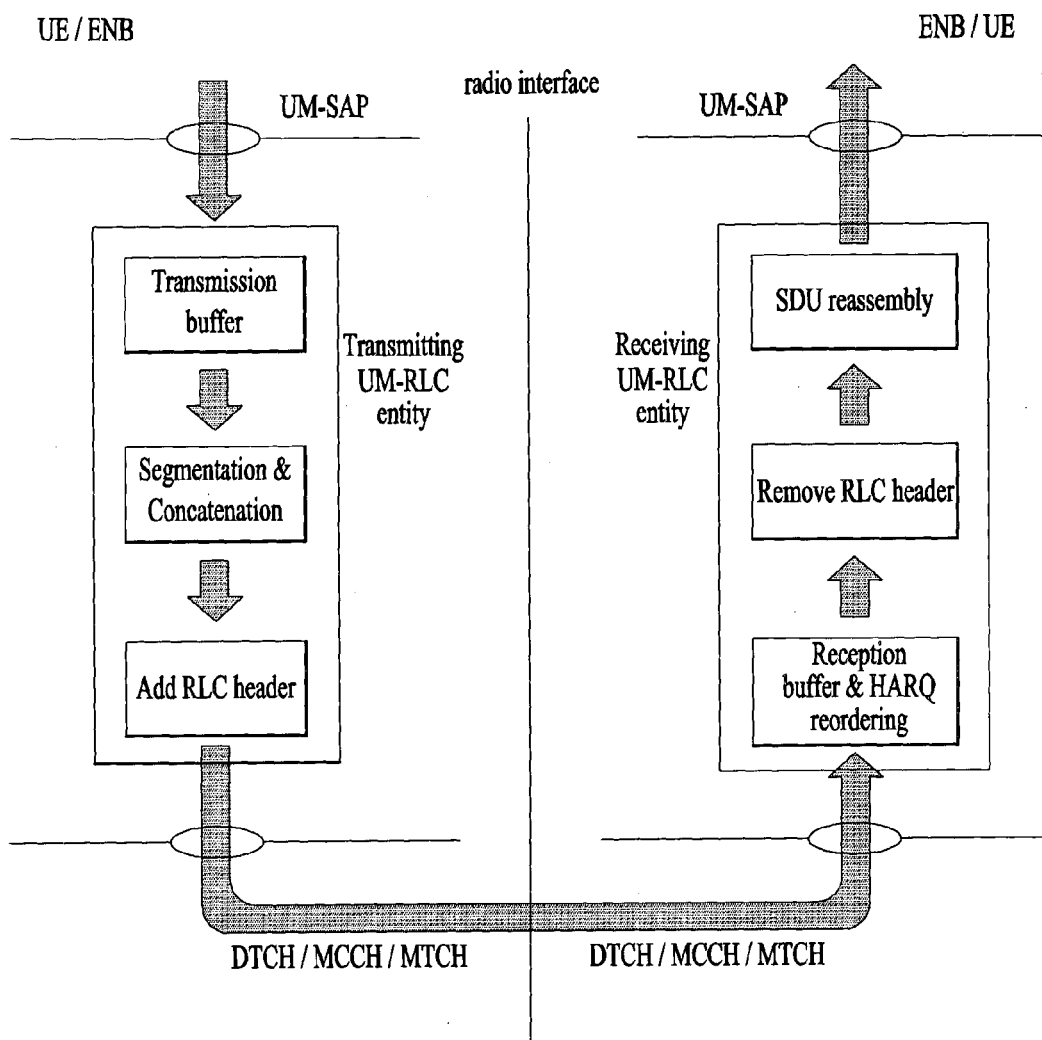 UE / ENB
ENB / UE
radio interface
UM-SAP
UM-SAP
Transmission
buffer
Transmitting
UM-RLC
entity
Segmentation &
Concatenation
Add RLC header
SDU reassembly
Receiving
UM-RLC
entity
Remove RLC header
Reception
buffer & HARQ
reordering
DTCH / MCCH / MTCH
DTCH / MCCH / MTCH